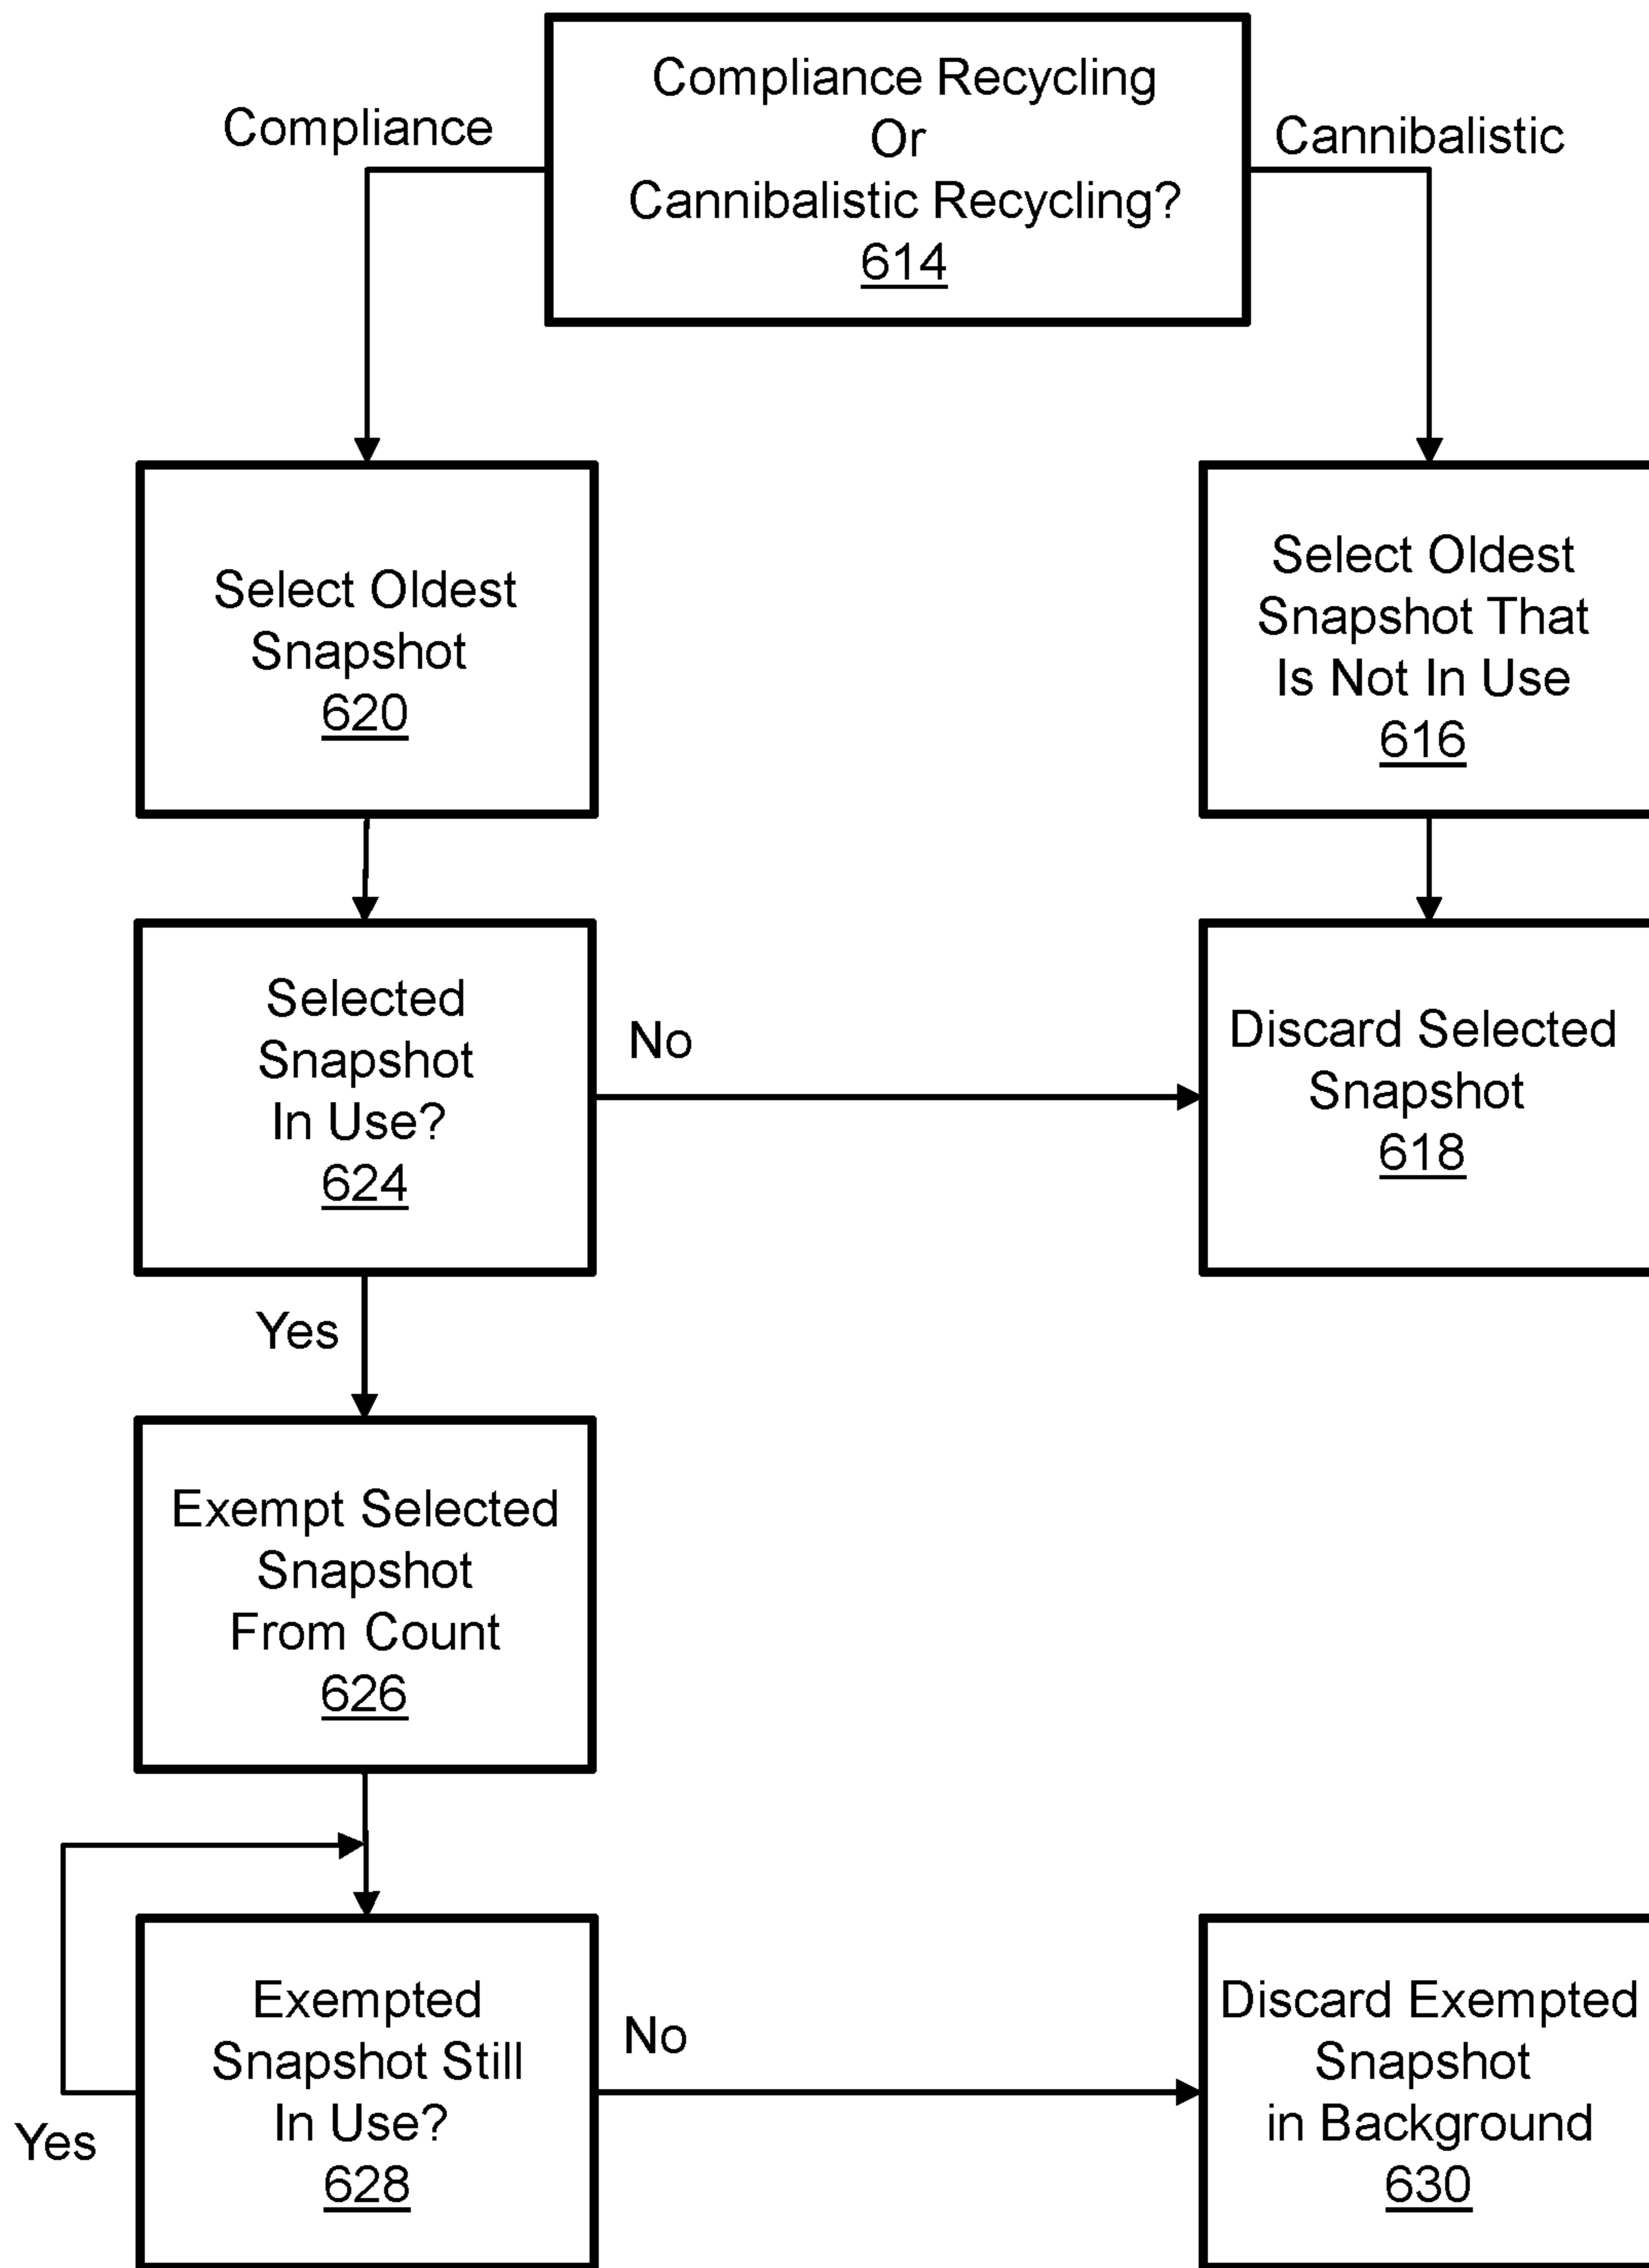 Compliance Recycling
Or
Cannibalistic Recycling?
614
Compliance
Cannibalistic
Select Oldest
Snapshot
620
Select Oldest
Snapshot That
Is Not In Use
616
Selected
Snapshot
In Use?
624
No
Discard Selected
Snapshot
618
Yes
Exempt Selected
Snapshot
From Count
626
Exempted
Snapshot Still
In Use?
628
Yes
No
Discard Exempted
Snapshot
in Background
630